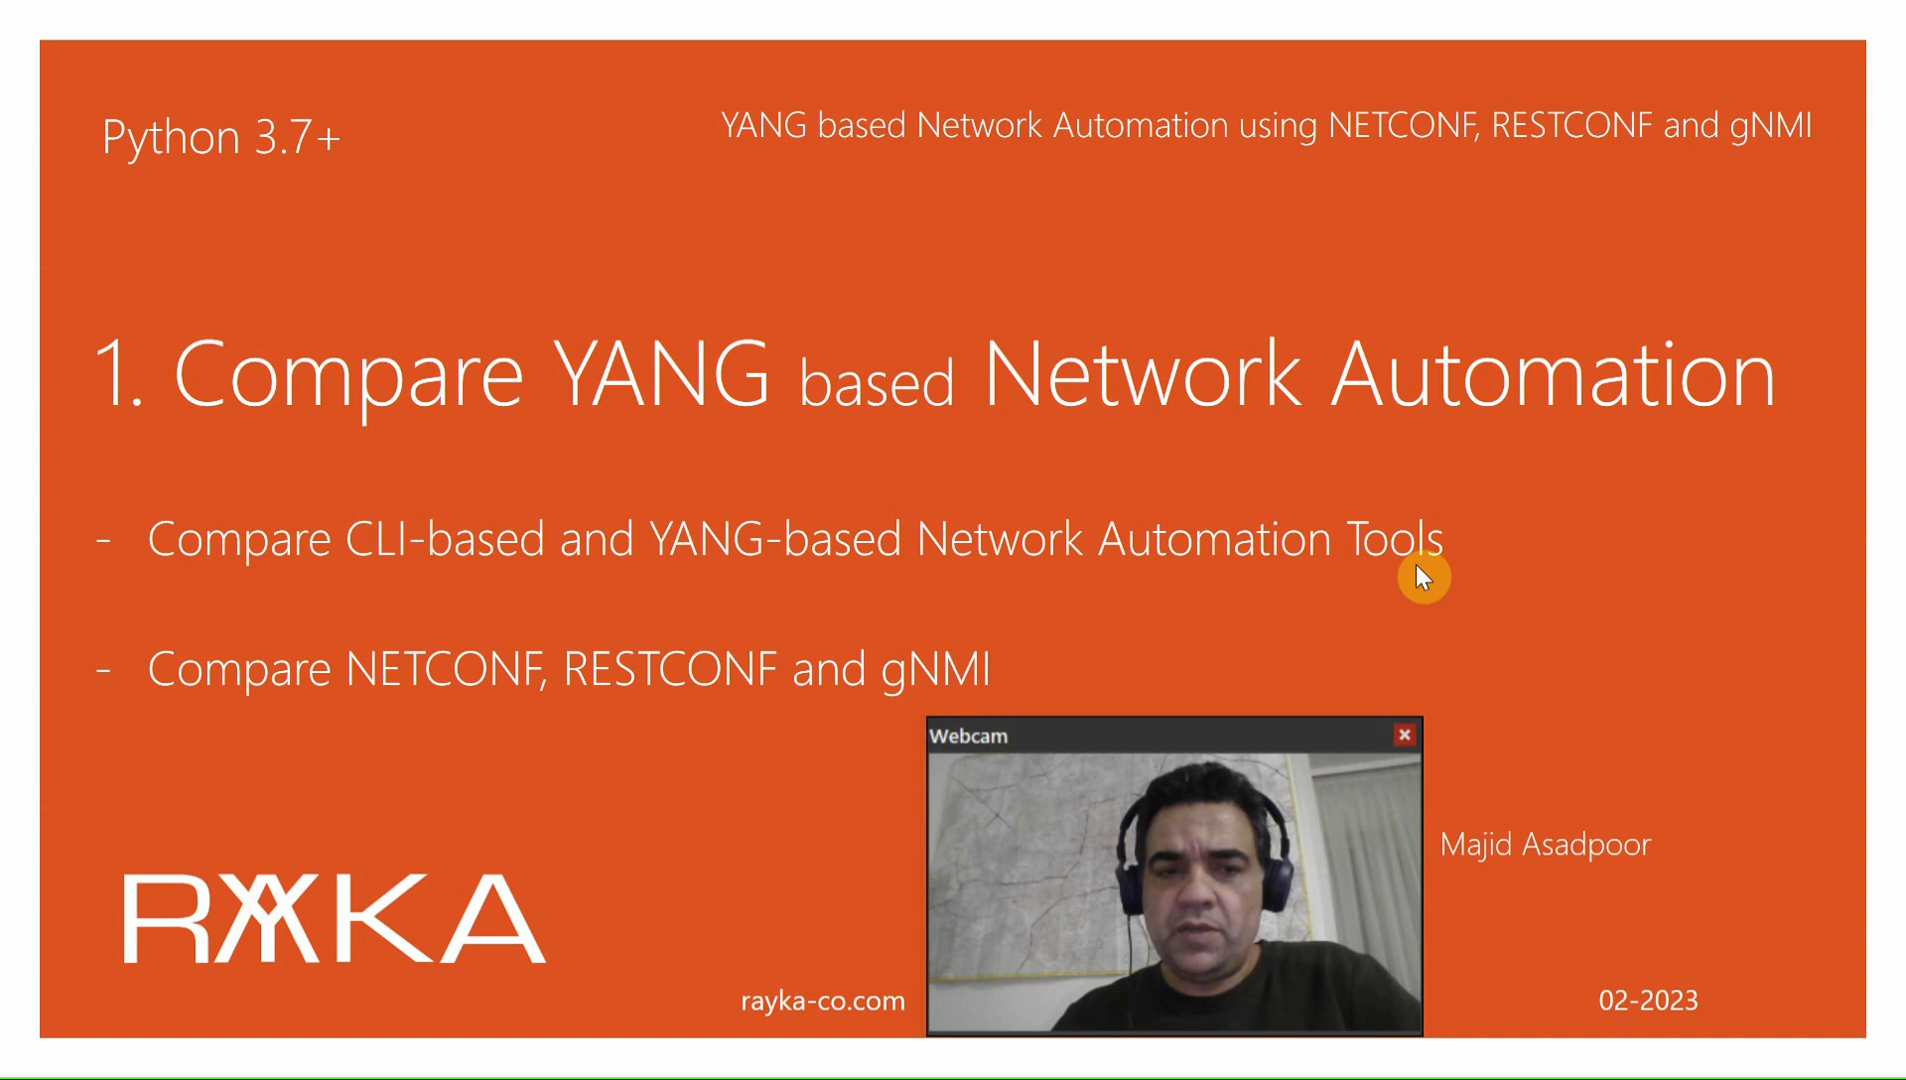 Python 3.7+
YANG based Network Automation using NETCONF, RESTCONF and gNMI
1. Compare YANG based Network Automation
- Compare CLI-based and YANG-based Network Automation Tools
- Compare NETCONF, RESTCONF and gNMI
Webcam
Majid Asadpoor
RAYKA
rayka-co.com
02-2023